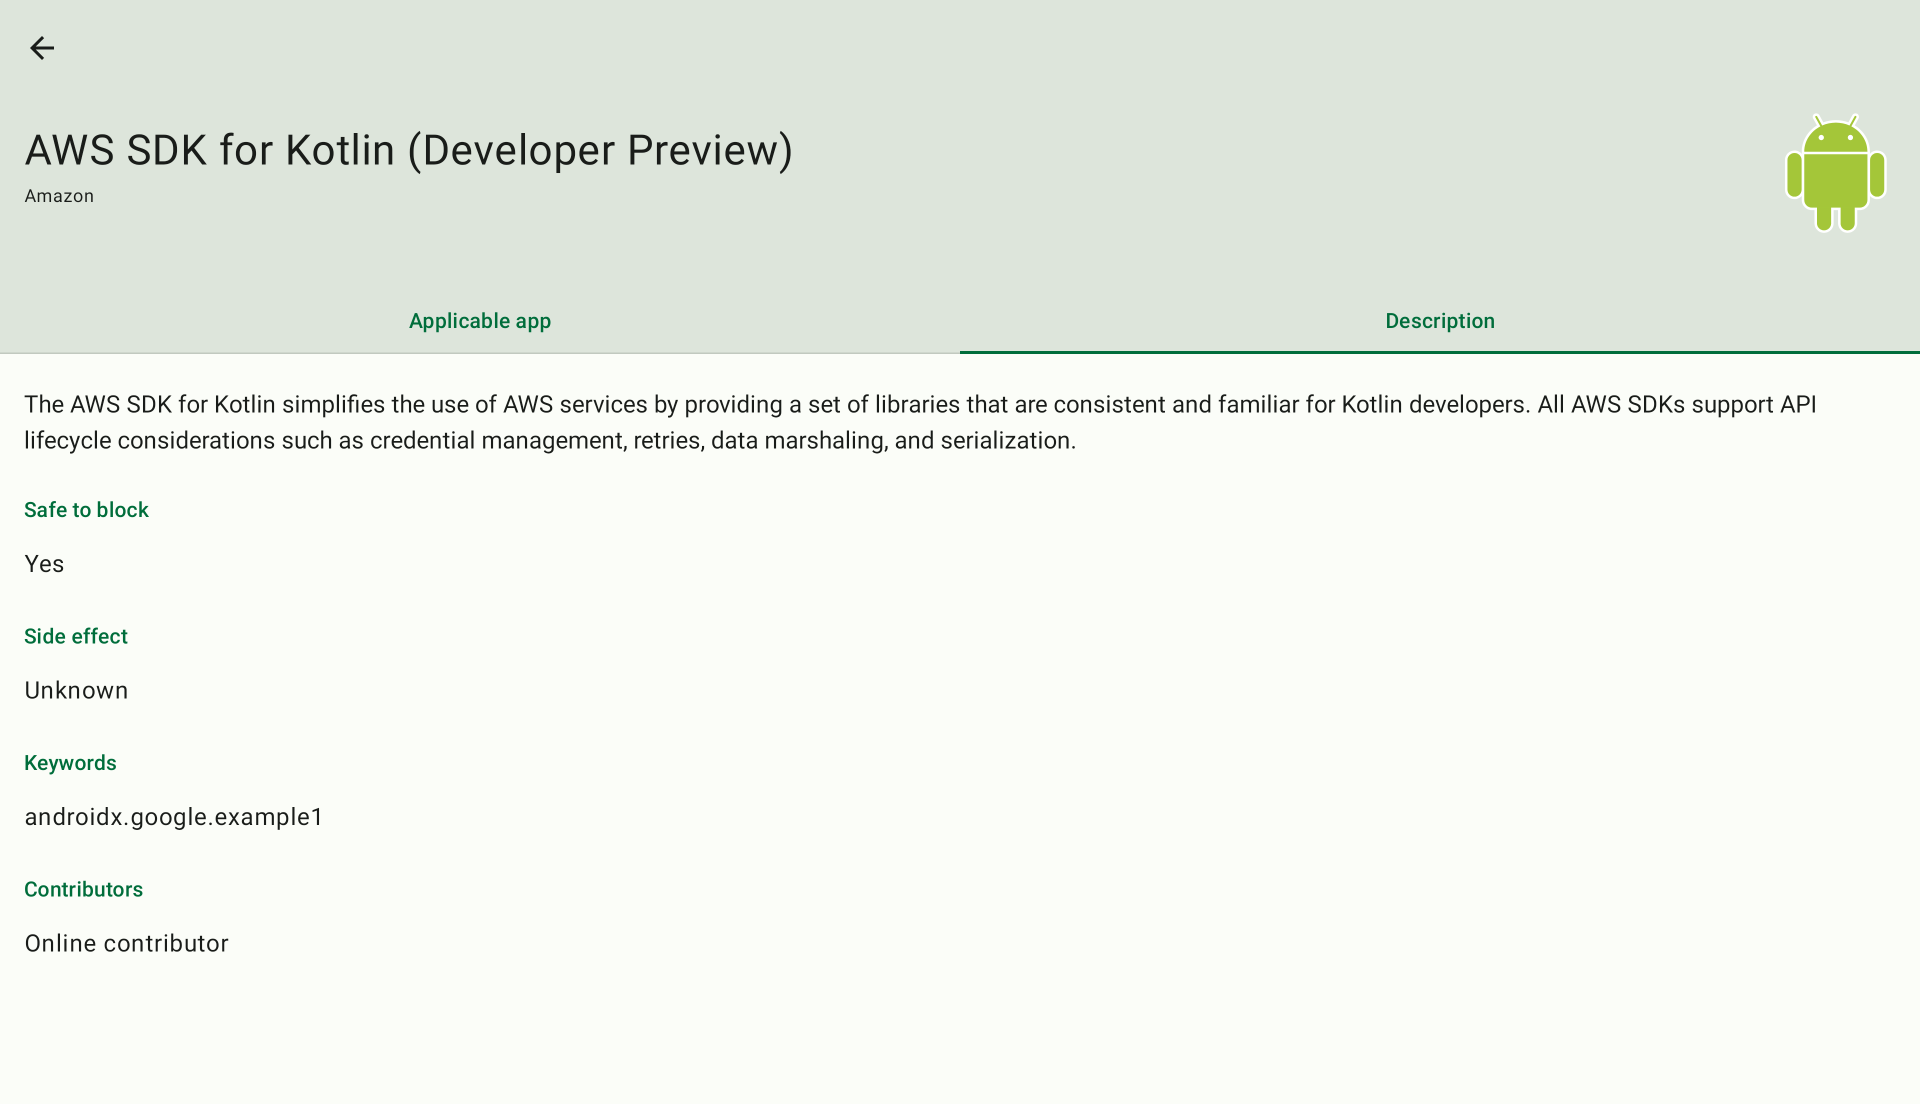 AWS SDK for Kotlin (Developer Preview)
Amazon
Applicable app
Description
The AWS SDK for Kotlin simplifies the use of AWS services by providing a set of libraries that are consistent and familiar for Kotlin developers. All AWS SDKs support API
lifecycle considerations such as credential management, retries, data marshaling, and serialization.
Safe to block
Yes
Side effect
Unknown
Keywords
androidx.google.example1
Contributors
Online contributor